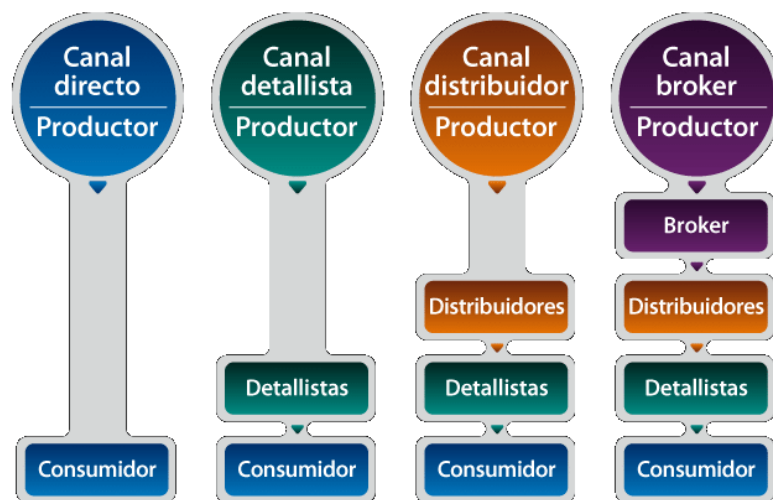 Canal
directo
Productor
Consumidor
Canal
detallista
Productor
Detallistas
Consumidor
Canal
distribuidor
Productor
Distribuidores
Detallistas
Consumidor
Canal
broker
Productor
Broker
Distribuidores
Detallistas
Consumidor